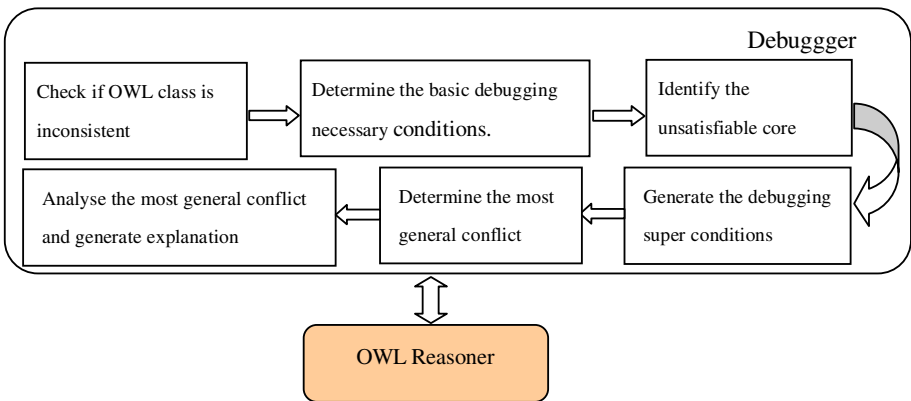 Debuggger
Check if OWL class is
inconsistent
Determine the basic debugging
necessary conditions.
Identify the
unsatisfiable core
Generate the debugging
super conditions
Determine the most
general conflict
Analyse the most general conflict
and generate explanation
OWL Reasoner